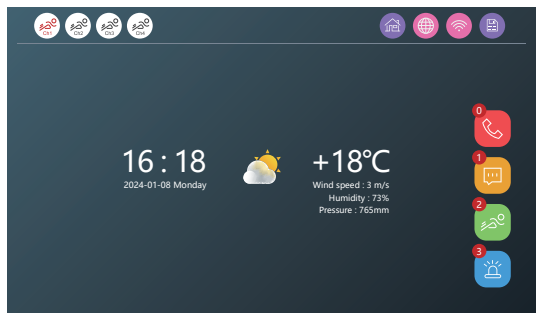 Ch1 Ch2 Ch3 Ch4
0
16 : 18
+18°C
1
2024-01-08 Monday
Wind speed : 3 m/s
Humidity : 73%
Pressure : 765mm
2
3